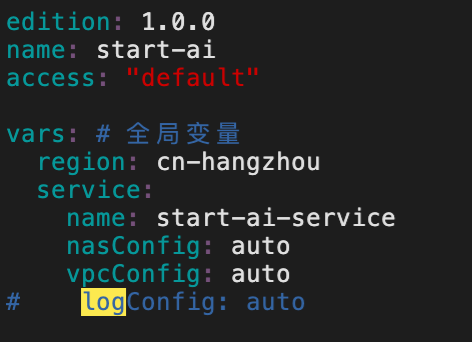 edition: 1.0.0
name: start-ai
access: "default"
vars: # 全局变量
  region: cn-hangzhou
  service:
    name: start-ai-service
    nasConfig: auto
    vpcConfig: auto
#    logConfig: auto